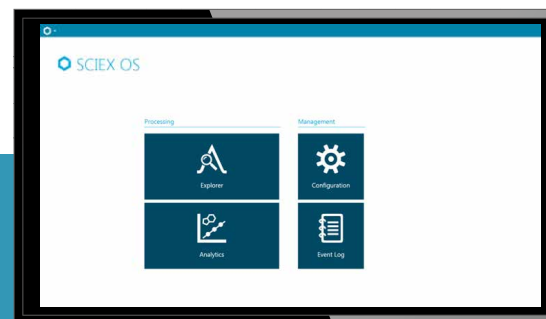 SCIEX OS
Processing
Management
Explorer
Configuration
Analytics
Event Log